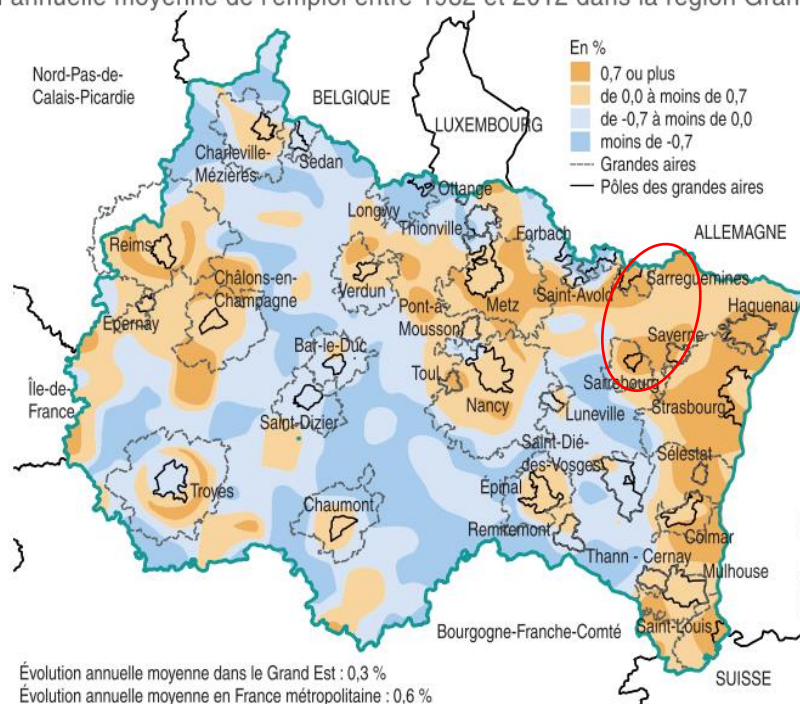 annuelle moyenne de l'emploi entre 1982 et 2012 dans la région Gran
En %
0,7 ou plus
de 0,0 à moins de 0,7
de -0,7 à moins de 0,0
moins de -0,7
Grandes aires
Pôles des grandes aires
Nord-Pas-de-
Calais-Picardie
BELGIQUE
LUXEMBOURG
ALLEMAGNE
Charleville-
Mézières
Sedan
Ottange
Longwy
Thionville
Forbach
Reims
Verdun
Metz
Saint-Avold
Sarreguemines
Châlons-en-
Champagne
Pont-à-
Mousson
Haguenau
Epernay
Saverne
Bar-le-Duc
Toul
Nancy
Sarrebourg
Strasbourg
Île-de-
France
Saint-Dizier
Luneville
Saint-Dié-
des-Vosges
Sélestat
Troyes
Chaumont
Épinal
Remiremont
Colmar
Thann - Cernay
Mulhouse
Bourgogne-Franche-Comté
Saint-Louis
SUISSE
Évolution annuelle moyenne dans le Grand Est : 0,3 %
Évolution annuelle moyenne en France métropolitaine : 0,6 %